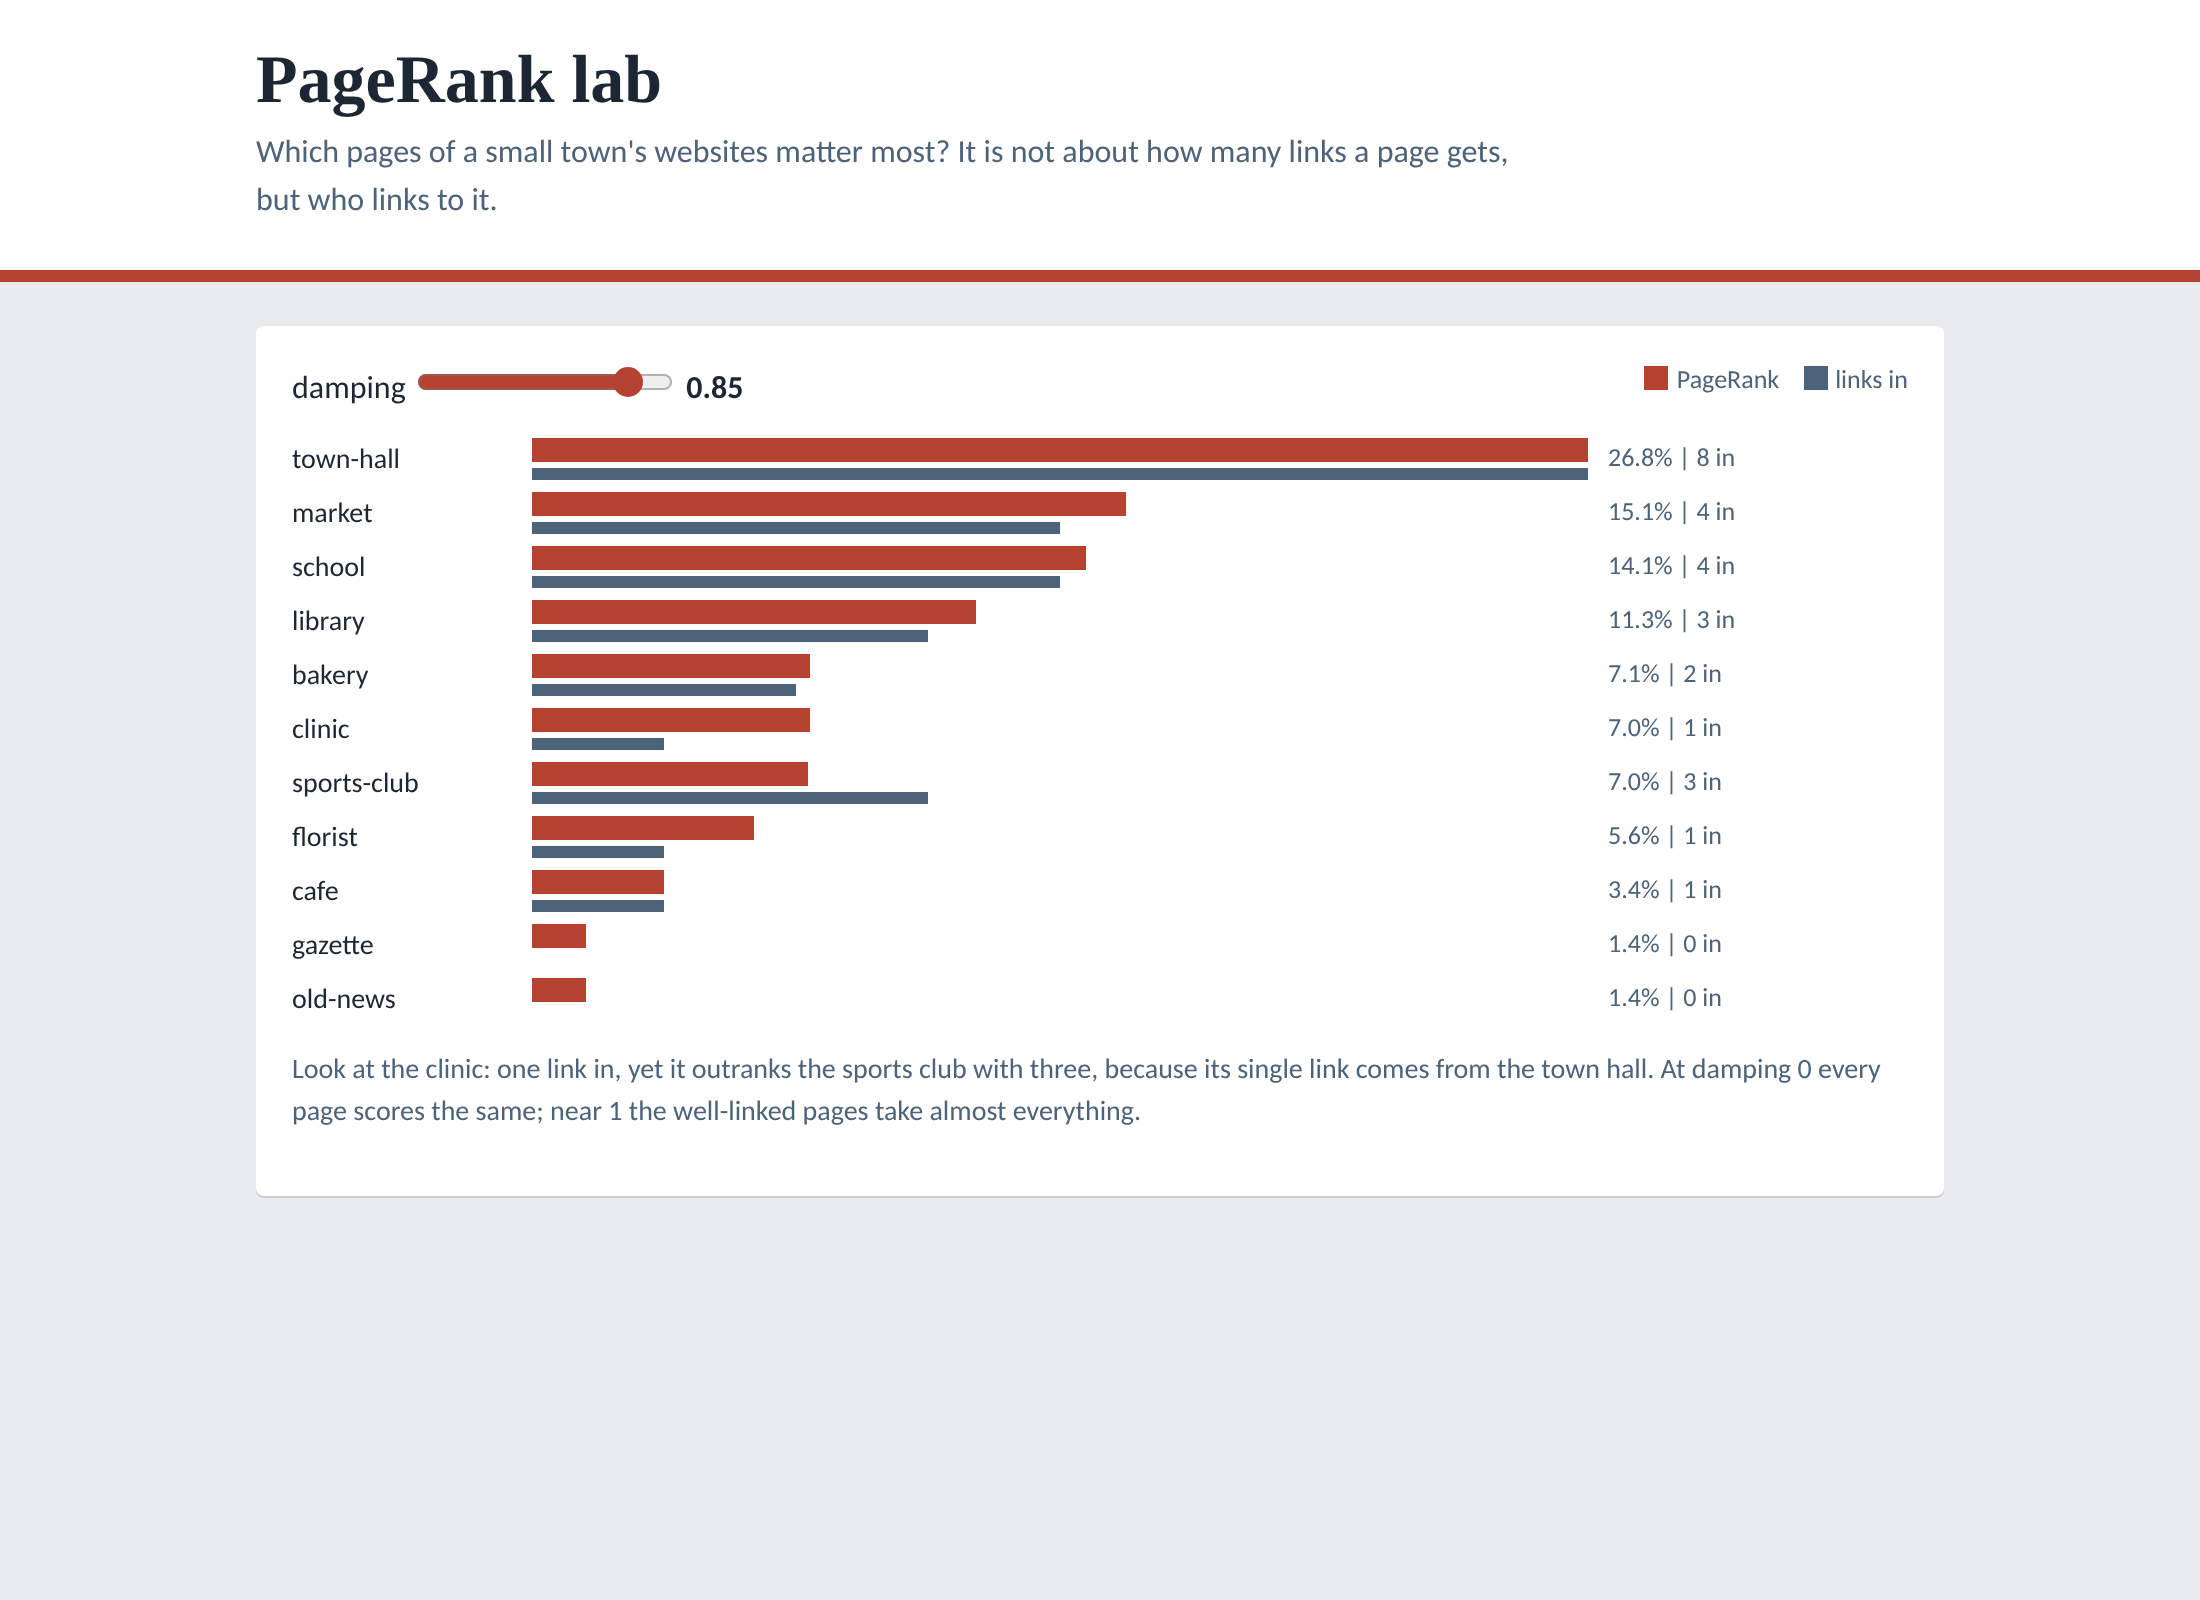 PageRank lab
Which pages of a small town's websites matter most? It is not about how many links a page gets,
but who links to it.
damping 0.85 PageRank links in
town-hall 26.8% | 8 in
market 15.1% | 4 in
school 14.1% | 4 in
library 11.3% | 3 in
bakery 7.1% | 2 in
clinic 7.0% | 1 in
sports-club 7.0% | 3 in
florist 5.6% | 1 in
cafe 3.4% | 1 in
gazette 1.4% | 0 in
old-news 1.4% | 0 in
Look at the clinic: one link in, yet it outranks the sports club with three, because its single link comes from the town hall. At damping 0 every
page scores the same; near 1 the well-linked pages take almost everything.